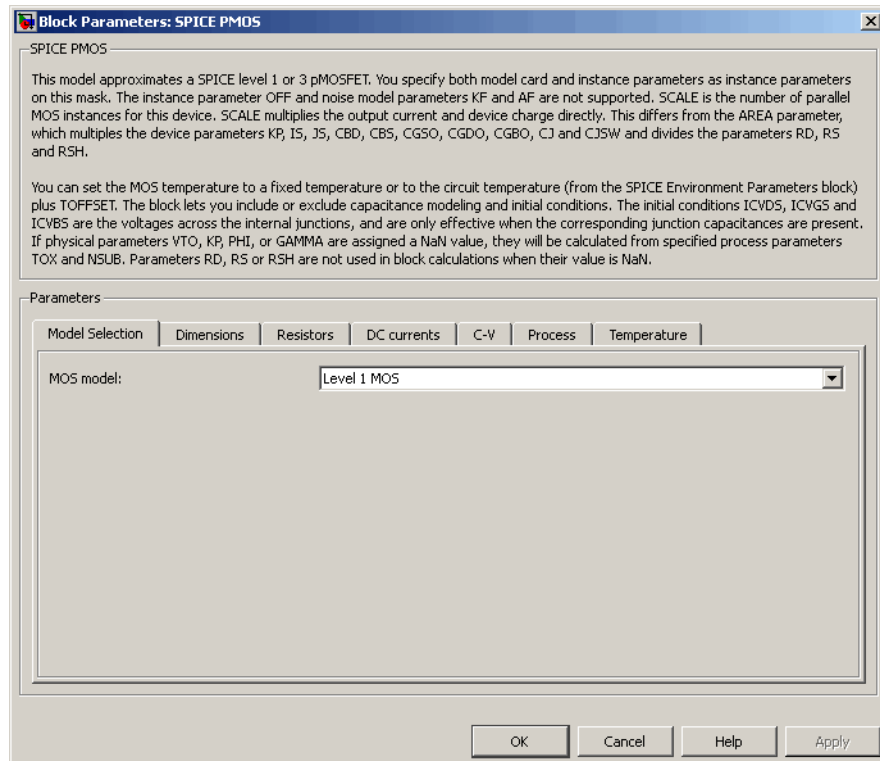 Block Parameters: SPICE PMOS
SPICE PMOS
This model approximates a SPICE level 1 or 3 pMOSFET. You specify both model card and instance parameters as instance parameters
on this mask. The instance parameter OFF and noise model parameters KF and AF are not supported. SCALE is the number of parallel
MOS instances for this device. SCALE multiplies the output current and device charge directly. This differs from the AREA parameter,
which multiples the device parameters KP, IS, JS, CBD, CBS, CGSO, CGDO, CGBO, CJ and CJSW and divides the parameters RD, RS
and RSH.
You can set the MOS temperature to a fixed temperature or to the circuit temperature (from the SPICE Environment Parameters block)
plus TOFFSET. The block lets you include or exclude capacitance modeling and initial conditions. The initial conditions ICVDS, ICVGS and
ICVBS are the voltages across the internal junctions, and are only effective when the corresponding junction capacitances are present.
If physical parameters VTO, KP, PHI, or GAMMA are assigned a NaN value, they will be calculated from specified process parameters
TOX and NSUB. Parameters RD, RS or RSH are not used in block calculations when their value is NaN.
Parameters
Model Selection Dimensions Resistors DC currents C-V Process Temperature
MOS model: Level 1 MOS
OK Cancel Help Apply